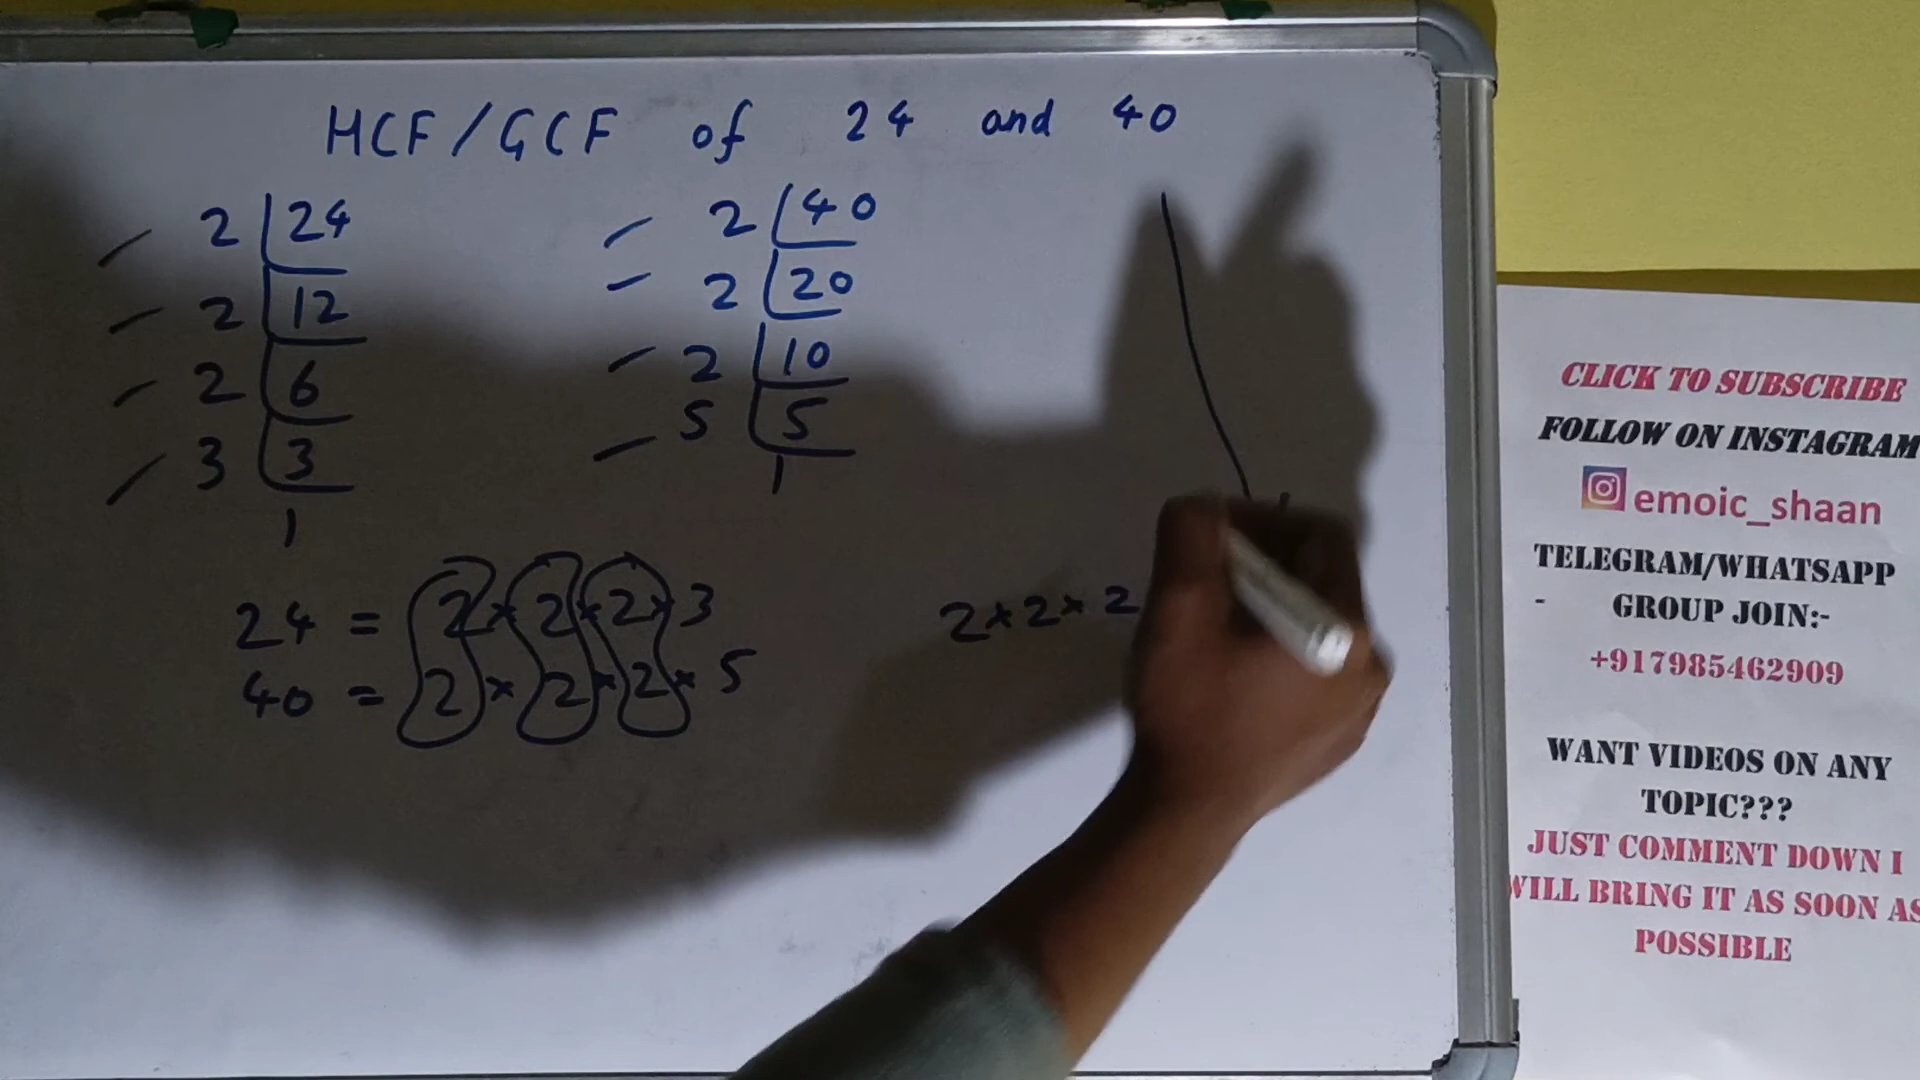 HCF/GCF of 24 and 40
2 24
2 12
2 6
3 3
1
2 40
2 20
2 10
5 5
1
24 = 2×2×2×3
40 = 2×2×2×5
2×2×2
CLICK TO SUBSCRIBE
FOLLOW ON INSTAGRAM
emoic_shaan
TELEGRAM/WHATSAPP
- GROUP JOIN:-
+917985462909
WANT VIDEOS ON ANY
TOPIC???
JUST COMMENT DOWN I
WILL BRING IT AS SOON AS
POSSIBLE